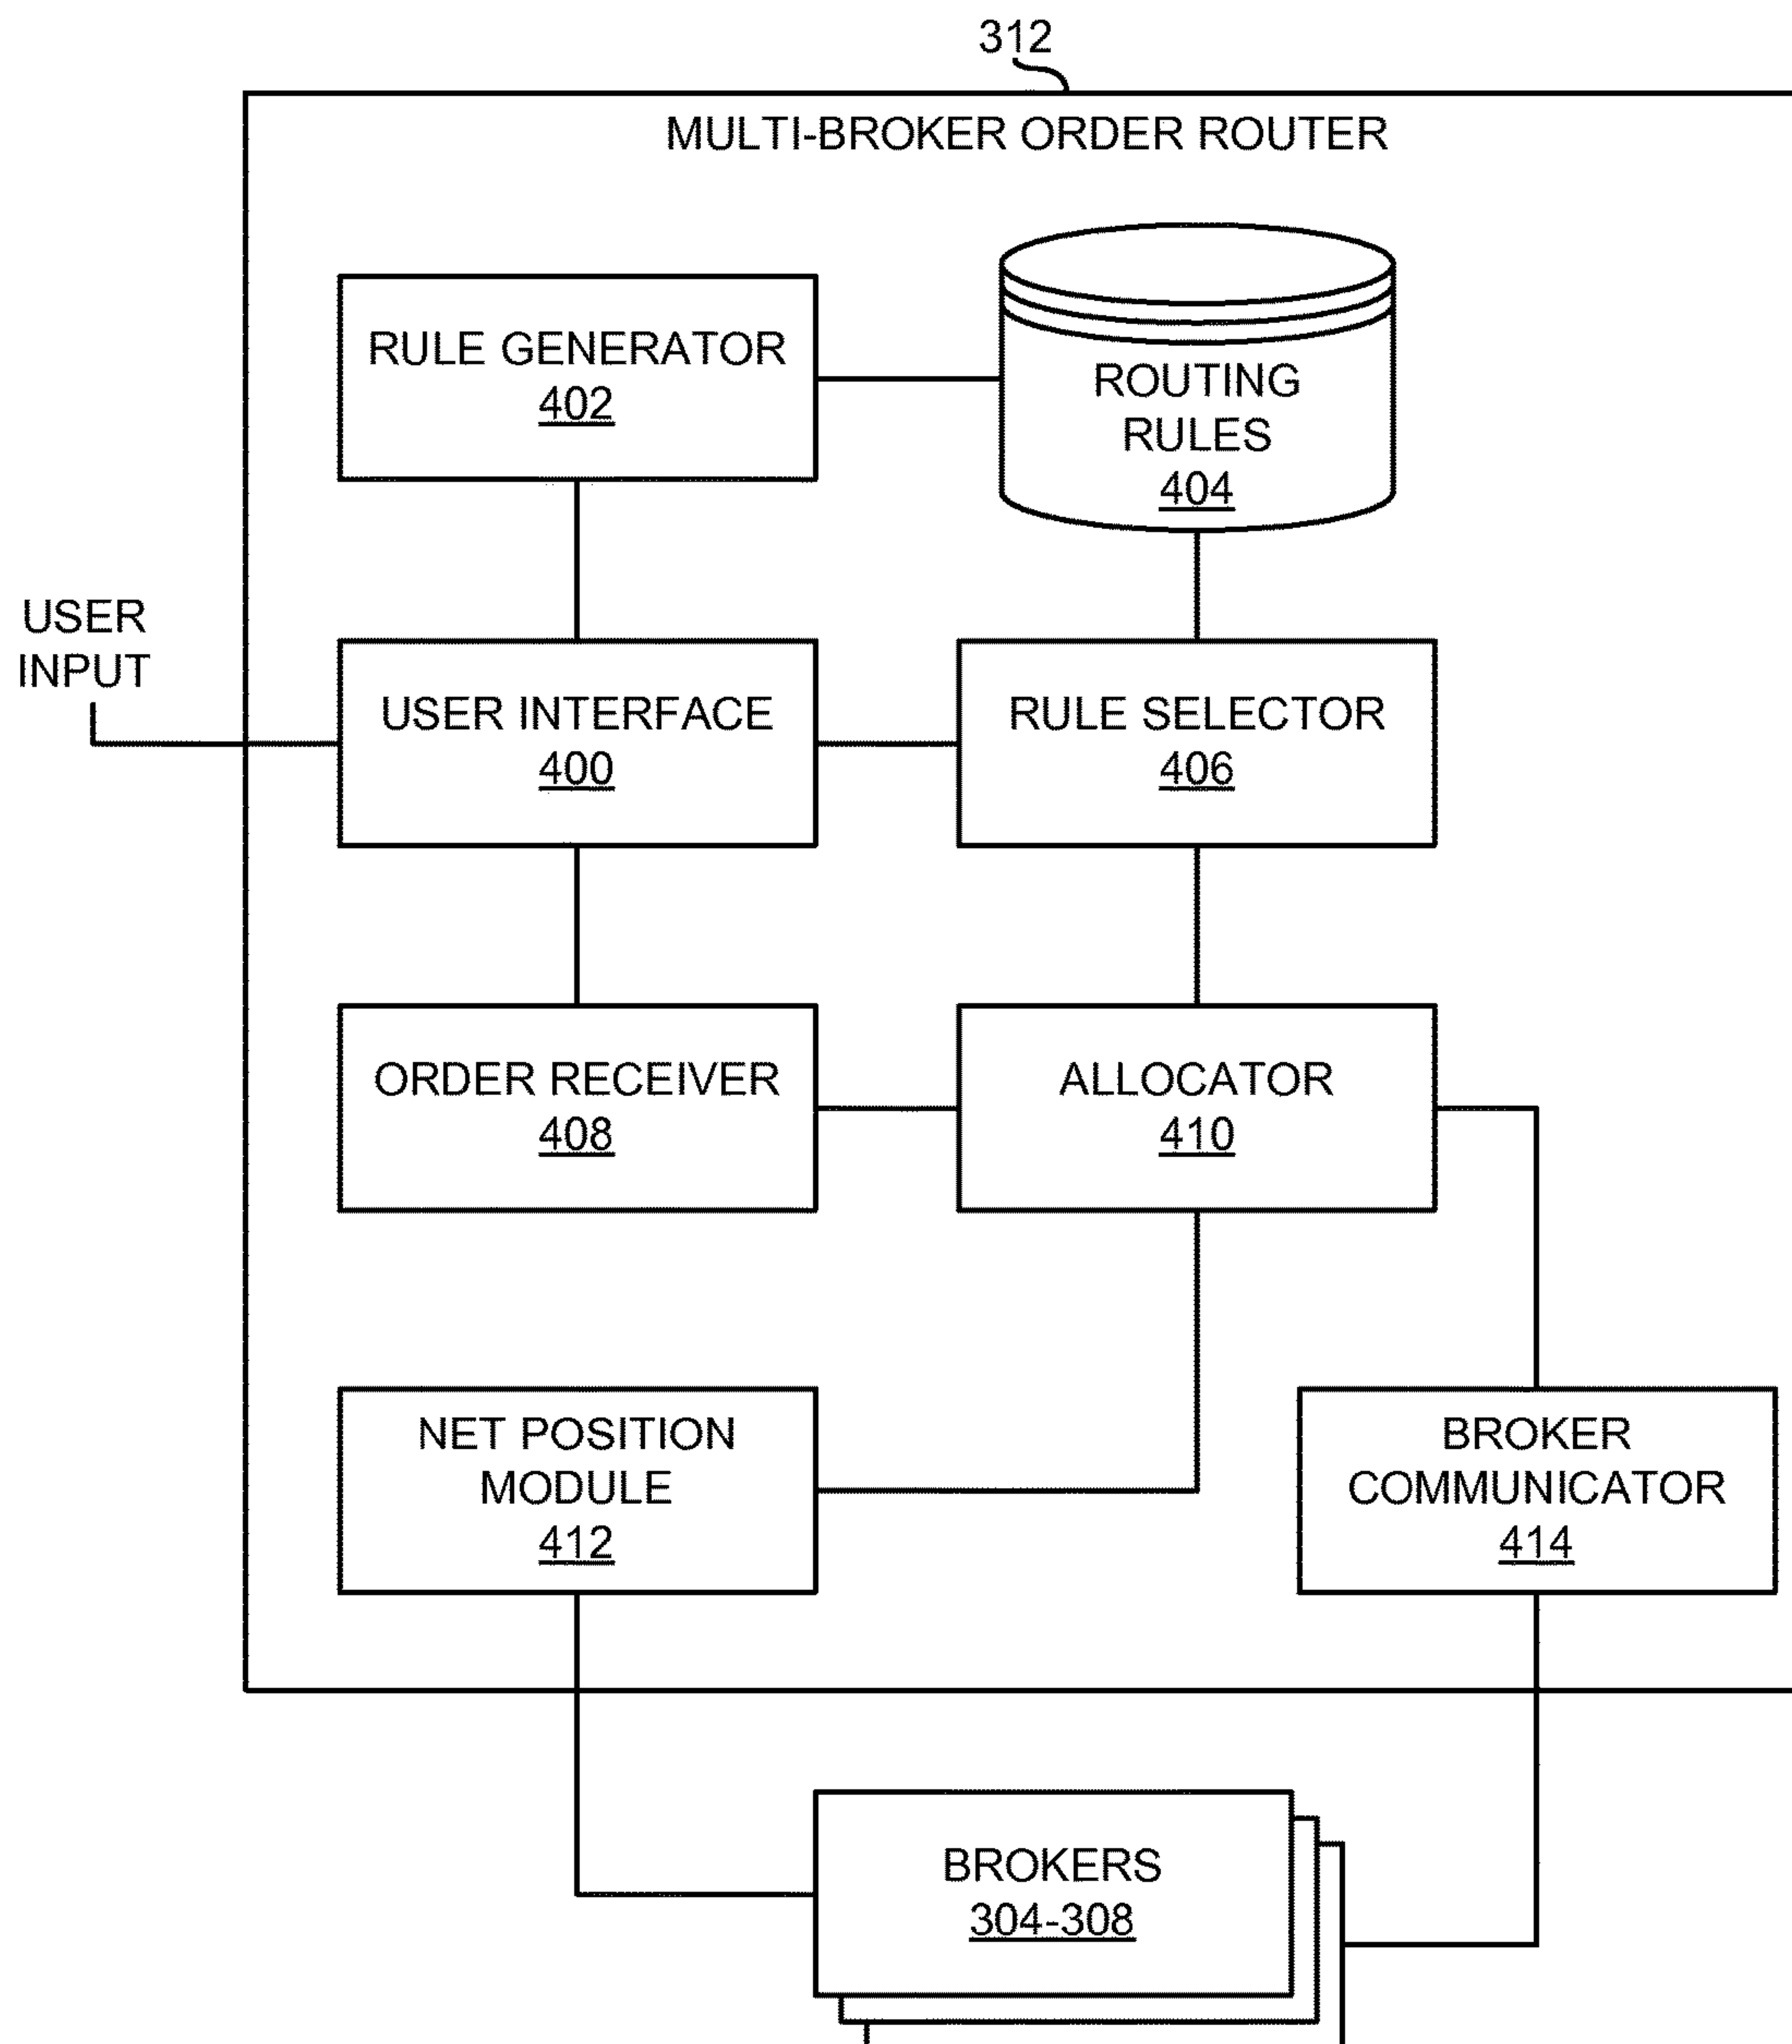 312
MULTI-BROKER ORDER ROUTER
RULE GENERATOR
402
ROUTING
RULES
404
USER
INPUT
USER INTERFACE
400
RULE SELECTOR
406
ORDER RECEIVER
408
ALLOCATOR
410
NET POSITION
MODULE
412
BROKER
COMMUNICATOR
414
BROKERS
304-308